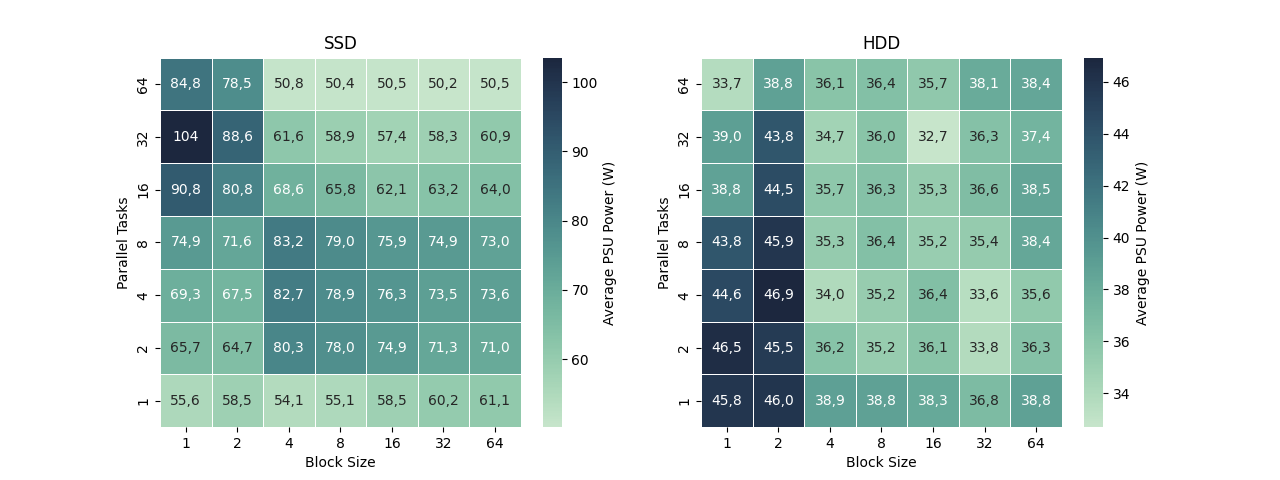 SSD
HDD
64 84,8 78,5 50,8 50,4 50,5 50,2 50,5
32 104 88,6 61,6 58,9 57,4 58,3 60,9
16 90,8 80,8 68,6 65,8 62,1 63,2 64,0
8 74,9 71,6 83,2 79,0 75,9 74,9 73,0
4 69,3 67,5 82,7 78,9 76,3 73,5 73,6
2 65,7 64,7 80,3 78,0 74,9 71,3 71,0
1 55,6 58,5 54,1 55,1 58,5 60,2 61,1
1 2 4 8 16 32 64
Block Size
Parallel Tasks
100
90
80
70
60
Average PSU Power (W)
64 33,7 38,8 36,1 36,4 35,7 38,1 38,4
32 39,0 43,8 34,7 36,0 32,7 36,3 37,4
16 38,8 44,5 35,7 36,3 35,3 36,6 38,5
8 43,8 45,9 35,3 36,4 35,2 35,4 38,4
4 44,6 46,9 34,0 35,2 36,4 33,6 35,6
2 46,5 45,5 36,2 35,2 36,1 33,8 36,3
1 45,8 46,0 38,9 38,8 38,3 36,8 38,8
1 2 4 8 16 32 64
Block Size
Parallel Tasks
46
44
42
40
38
36
34
Average PSU Power (W)